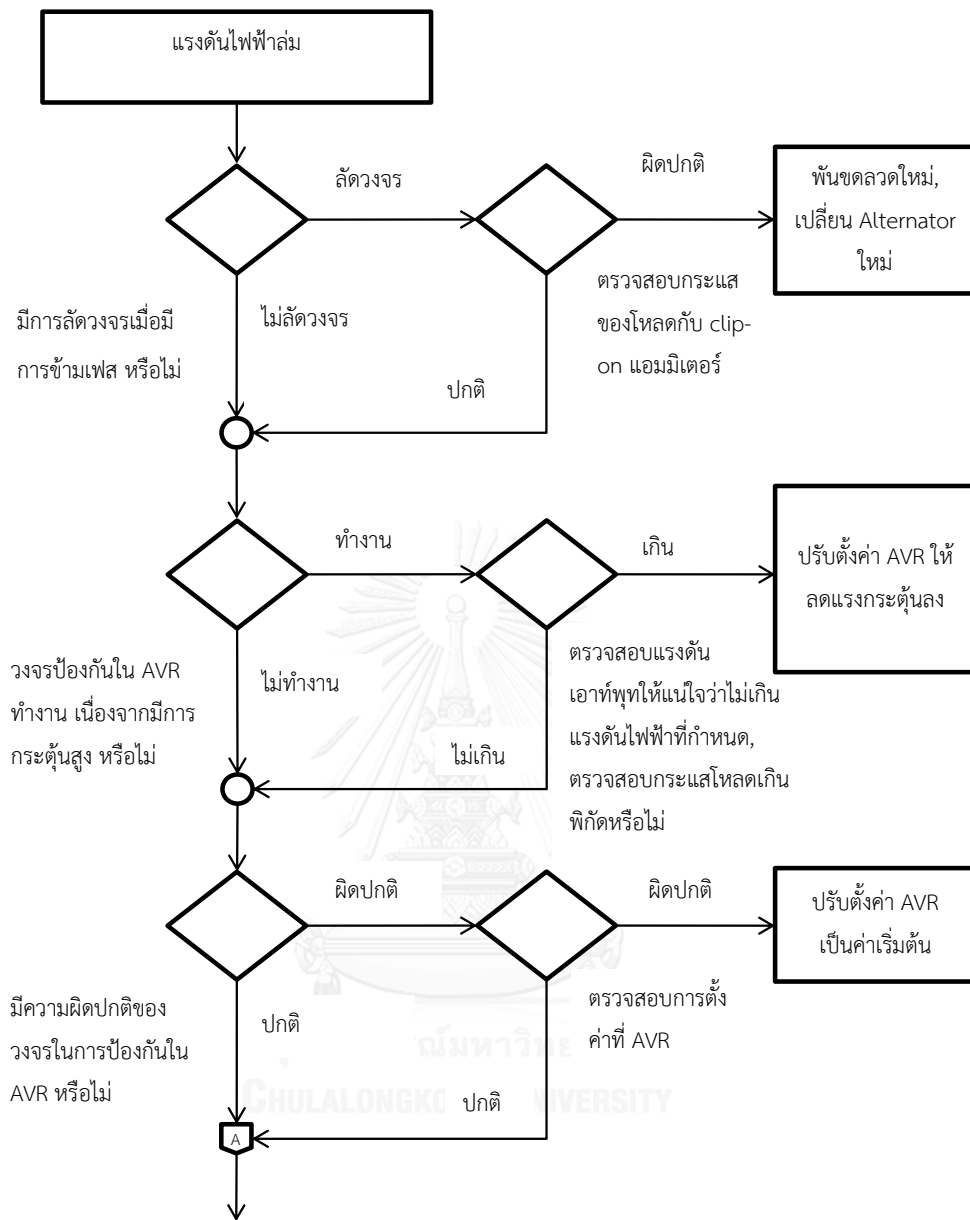 แรงดันไฟฟ้าล่ม
ลัดวงจร
ผิดปกติ
พันขดลวดใหม่,
เปลี่ยน Alternator
ใหม่
มีการลัดวงจรเมื่อมี
การข้ามเฟส หรือไม่
ไม่ลัดวงจร
ตรวจสอบกระแส
ของโหลดกับ clip-
on แอมมิเตอร์
ปกติ
ทำงาน
เกิน
ปรับตั้งค่า AVR ให้
ลดแรงกระตุ้นลง
วงจรป้องกันใน AVR
ทำงาน เนื่องจากมีการ
กระตุ้นสูง หรือไม่
ไม่ทำงาน
ตรวจสอบแรงดัน
เอาท์พุทให้แน่ใจว่าไม่เกิน
แรงดันไฟฟ้าที่กำหนด,
ตรวจสอบกระแสโหลดเกิน
พิกัดหรือไม่
ไม่เกิน
ผิดปกติ
ผิดปกติ
ปรับตั้งค่า AVR
เป็นค่าเริ่มต้น
มีความผิดปกติของ
วงจรในการป้องกันใน
AVR หรือไม่
ปกติ
ตรวจสอบการตั้ง
ค่าที่ AVR
ปกติ
A
ณ์มหาวิทย
CHULALONGKO NIVERSITY